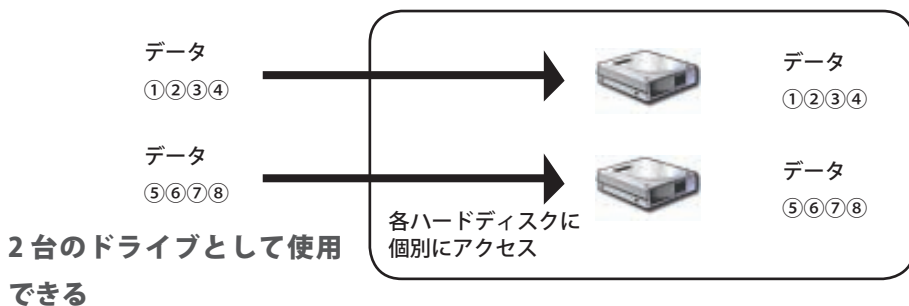 データ
①②③④
データ
①②③④
データ
⑤⑥⑦⑧
データ
⑤⑥⑦⑧
各ハードディスクに
個別にアクセス
2 台のドライブとして使用
できる